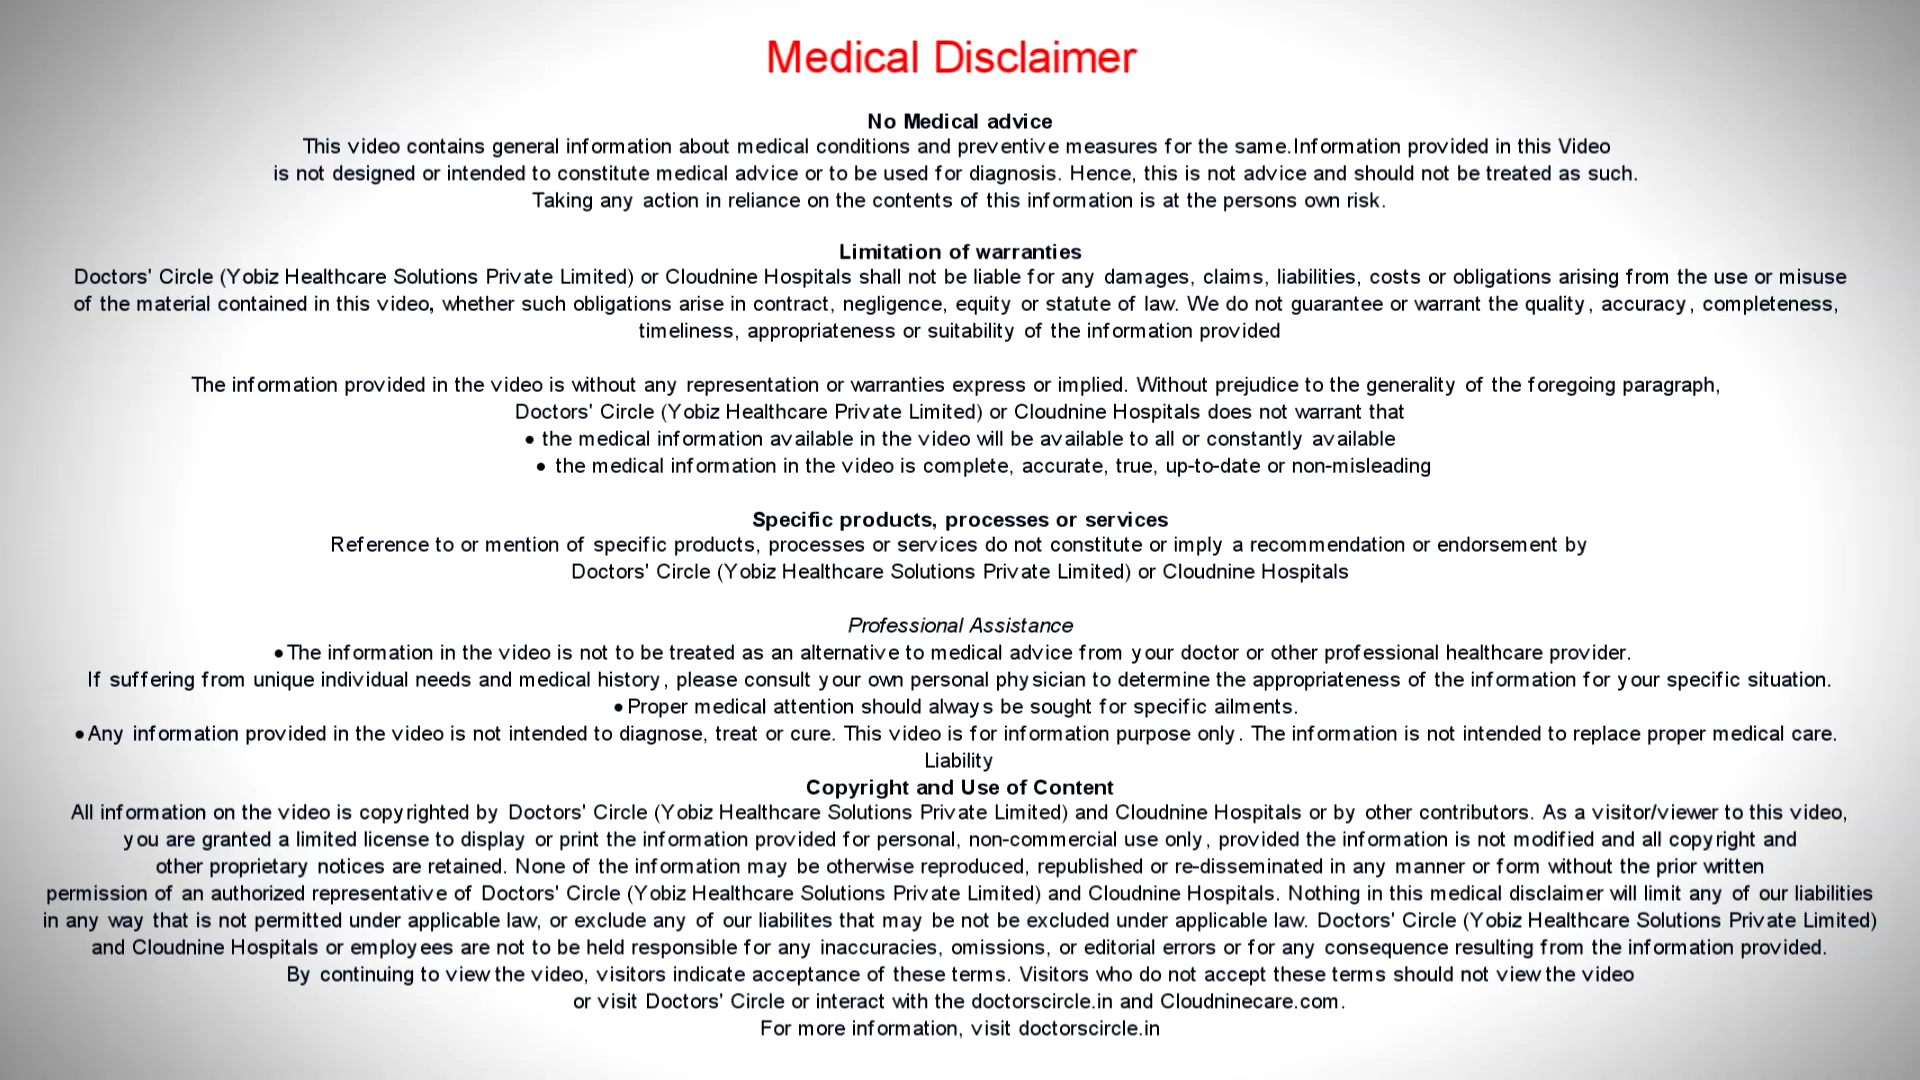 Medical Disclaimer
No Medical advice
This video contains general information about medical conditions and preventive measures for the same.Information provided in this Video
is not designed or intended to constitute medical advice or to be used for diagnosis. Hence, this is not advice and should not be treated as such.
Taking any action in reliance on the contents of this information is at the persons own risk.
Limitation of warranties
Doctors' Circle (Yobiz Healthcare Solutions Private Limited) or Cloudnine Hospitals shall not be liable for any damages, claims, liabilities, costs or obligations arising from the use or misuse
of the material contained in this video, whether such obligations arise in contract, negligence, equity or statute of law. We do not guarantee or warrant the quality, accuracy, completeness,
timeliness, appropriateness or suitability of the information provided
The information provided in the video is without any representation or warranties express or implied. Without prejudice to the generality of the foregoing paragraph,
Doctors' Circle (Yobiz Healthcare Private Limited) or Cloudnine Hospitals does not warrant that
• the medical information available in the video will be available to all or constantly available
• the medical information in the video is complete, accurate, true, up-to-date or non-misleading
Specific products, processes or services
Reference to or mention of specific products, processes or services do not constitute or imply a recommendation or endorsement by
Doctors' Circle (Yobiz Healthcare Solutions Private Limited) or Cloudnine Hospitals
Professional Assistance
•The information in the video is not to be treated as an alternative to medical advice from your doctor or other professional healthcare provider.
If suffering from unique individual needs and medical history, please consult your own personal physician to determine the appropriateness of the information for your specific situation.
•Proper medical attention should always be sought for specific ailments.
•Any information provided in the video is not intended to diagnose, treat or cure. This video is for information purpose only. The information is not intended to replace proper medical care.
Liability
Copyright and Use of Content
All information on the video is copyrighted by Doctors' Circle (Yobiz Healthcare Solutions Private Limited) and Cloudnine Hospitals or by other contributors. As a visitor/viewer to this video,
you are granted a limited license to display or print the information provided for personal, non-commercial use only, provided the information is not modified and all copyright and
other proprietary notices are retained. None of the information may be otherwise reproduced, republished or re-disseminated in any manner or form without the prior written
permission of an authorized representative of Doctors' Circle (Yobiz Healthcare Solutions Private Limited) and Cloudnine Hospitals. Nothing in this medical disclaimer will limit any of our liabilities
in any way that is not permitted under applicable law, or exclude any of our liabilites that may be not be excluded under applicable law. Doctors' Circle (Yobiz Healthcare Solutions Private Limited)
and Cloudnine Hospitals or employees are not to be held responsible for any inaccuracies, omissions, or editorial errors or for any consequence resulting from the information provided.
By continuing to view the video, visitors indicate acceptance of these terms. Visitors who do not accept these terms should not view the video
or visit Doctors' Circle or interact with the doctorscircle.in and Cloudninecare.com.
For more information, visit doctorscircle.in